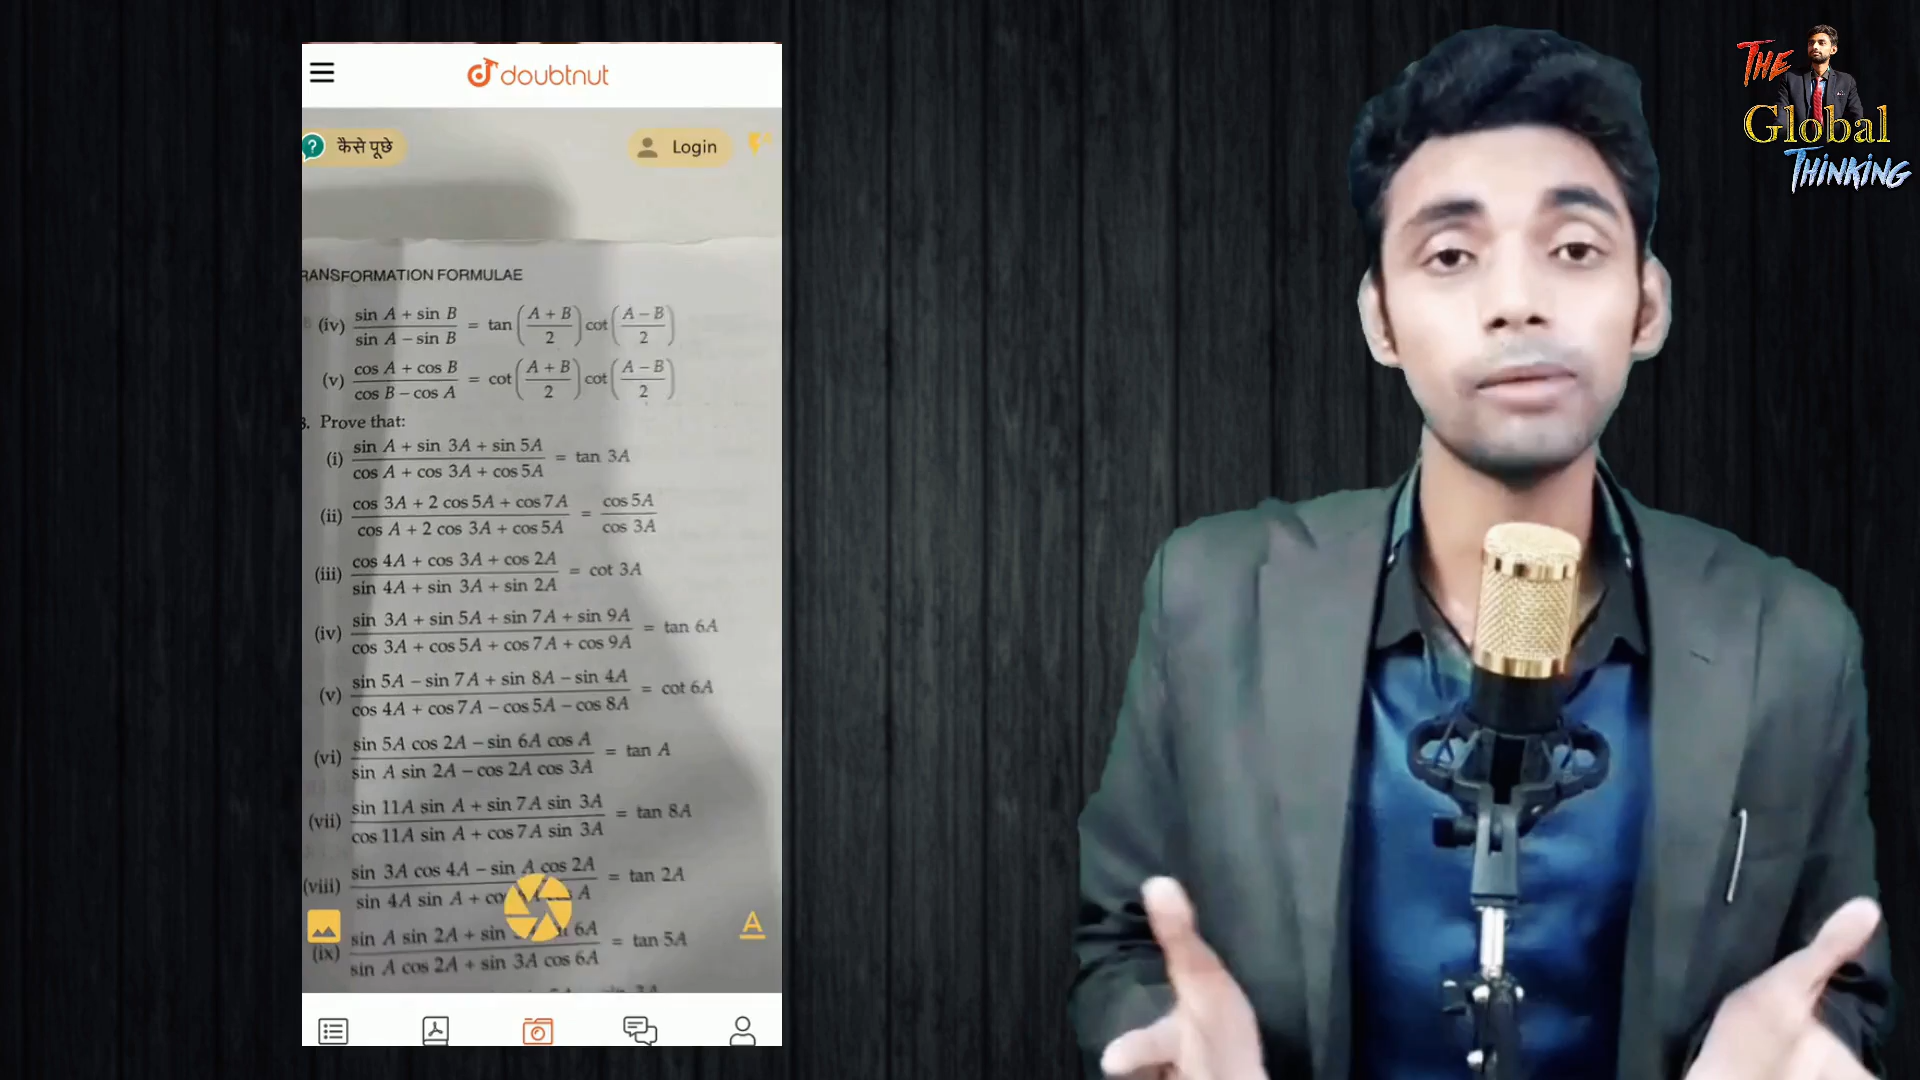 doubtnut
? कैसे पूछे
Login
RANSFORMATION FORMULAE
(iv) (sin A + sin B)/(sin A − sin B) = tan ((A + B)/2) cot ((A − B)/2)
(v) (cos A + cos B)/(cos B − cos A) = cot ((A + B)/2) cot ((A − B)/2)
3. Prove that:
(i) (sin A + sin 3A + sin 5A)/(cos A + cos 3A + cos 5A) = tan 3A
(ii) (cos 3A + 2 cos 5A + cos 7A)/(cos A + 2 cos 3A + cos 5A) = cos 5A/cos 3A
(iii) (cos 4A + cos 3A + cos 2A)/(sin 4A + sin 3A + sin 2A) = cot 3A
(iv) (sin 3A + sin 5A + sin 7A + sin 9A)/(cos 3A + cos 5A + cos 7A + cos 9A) = tan 6A
(v) (sin 5A − sin 7A + sin 8A − sin 4A)/(cos 4A + cos 7A − cos 5A − cos 8A) = cot 6A
(vi) (sin 5A cos 2A − sin 6A cos A)/(sin A sin 2A − cos 2A cos 3A) = tan A
(vii) (sin 11A sin A + sin 7A sin 3A)/(cos 11A sin A + cos 7A sin 3A) = tan 8A
(viii) (sin 3A cos 4A − sin A cos 2A)/(sin 4A sin A + A) = tan 2A
(ix) (sin A sin 2A + sin 6A)/(sin A cos 2A + sin 3A cos 6A) = tan 5A
A
THE
Global
THINKING